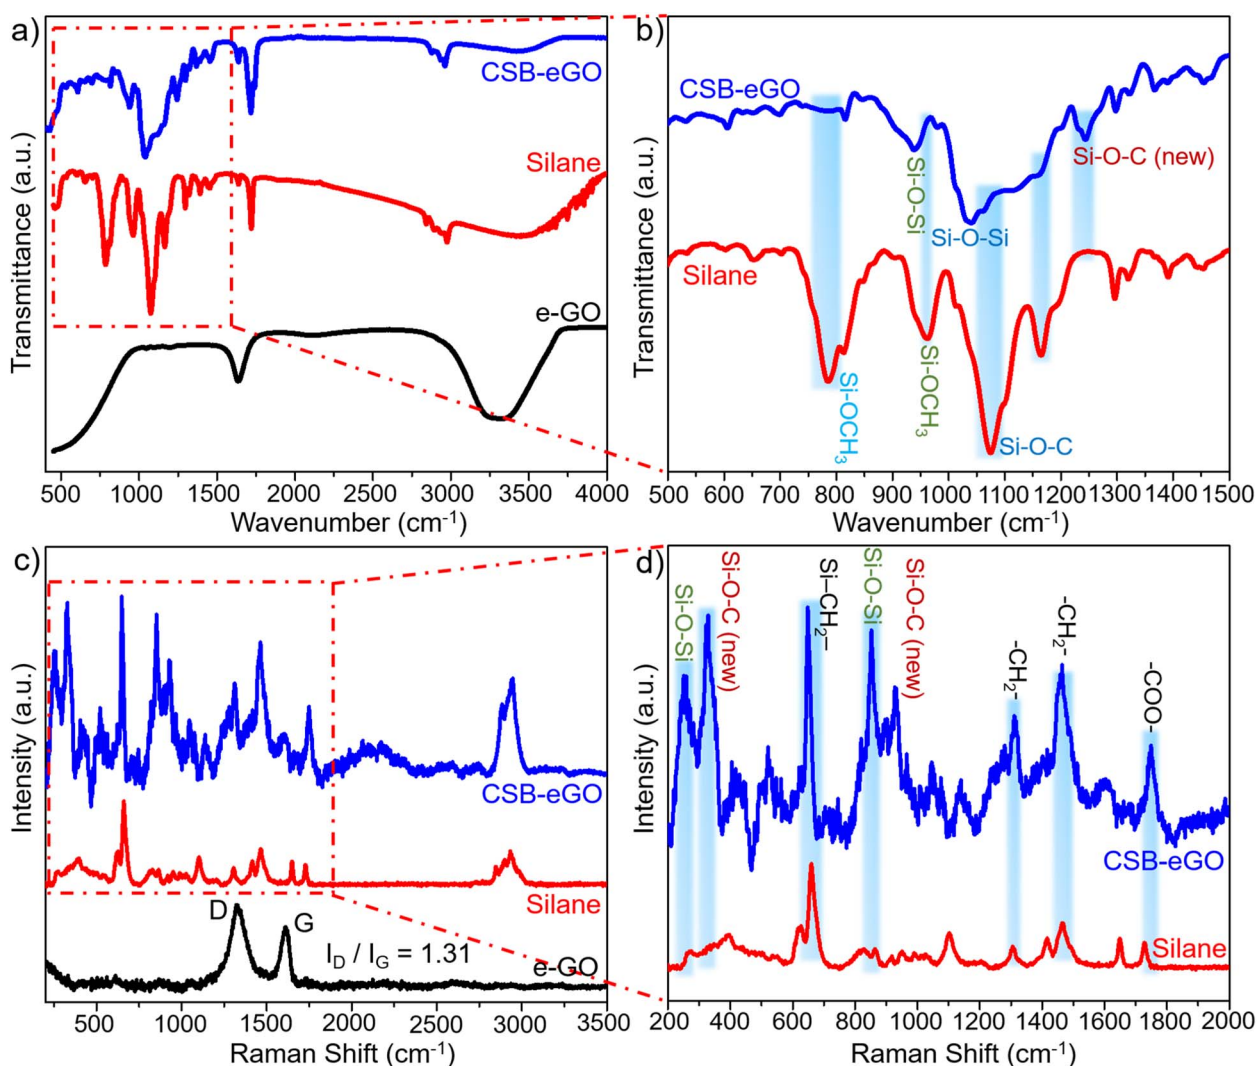 a)
CSB-eGO
Silane
e-GO
Transmittance (a.u.)
500 1000 1500 2000 2500 3000 3500 4000
Wavenumber (cm⁻¹)
b)
CSB-eGO
Si-O-Si
Si-O-C (new)
Si-O-Si
Silane
Si-OCH₃
Si-OCH₃
Si-O-C
Transmittance (a.u.)
500 600 700 800 900 1000 1100 1200 1300 1400 1500
Wavenumber (cm⁻¹)
c)
CSB-eGO
Silane
D
G
I_D / I_G = 1.31
e-GO
Intensity (a.u.)
500 1000 1500 2000 2500 3000 3500
Raman Shift (cm⁻¹)
d)
Si-O-Si
Si-O-C (new)
Si–CH₂–
Si-O-Si
Si-O-C (new)
-CH₂-
-CH₂-
-COO-
CSB-eGO
Silane
Intensity (a.u.)
200 400 600 800 1000 1200 1400 1600 1800 2000
Raman Shift (cm⁻¹)